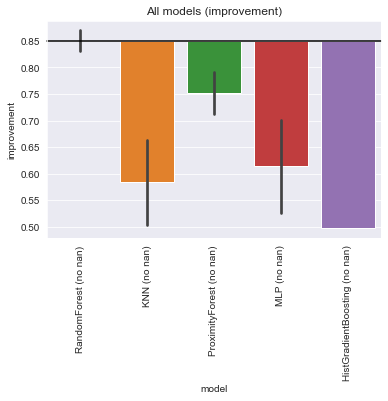 All models (improvement)
0.85
0.80
0.75
0.70
0.65
0.60
0.55
0.50
improvement
RandomForest (no nan)
KNN (no nan)
ProximityForest (no nan)
MLP (no nan)
HistGradientBoosting (no nan)
model